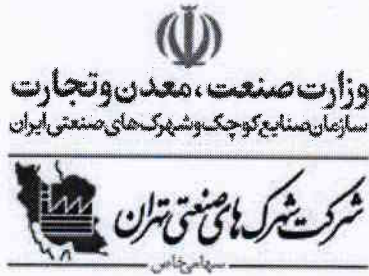 وزارت صنعت، معدن و تجارت
سازمان صنایع کوچک و شهرک‌های صنعتی ایران
شرکت شهرک‌های صنعتی تهران
سهامی خاص